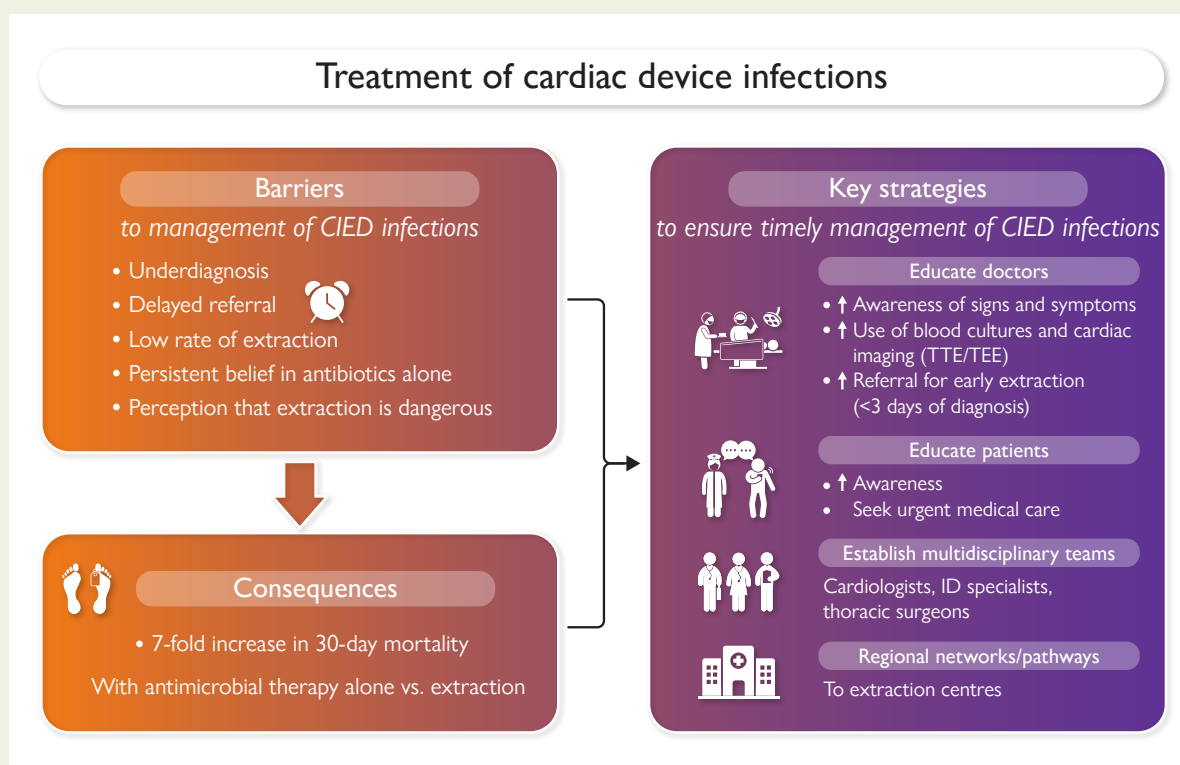 Treatment of cardiac device infections
Barriers
to management of CIED infections
• Underdiagnosis
• Delayed referral
• Low rate of extraction
• Persistent belief in antibiotics alone
• Perception that extraction is dangerous
Consequences
• 7-fold increase in 30-day mortality
With antimicrobial therapy alone vs. extraction
Key strategies
to ensure timely management of CIED infections
Educate doctors
• ↑ Awareness of signs and symptoms
• ↑ Use of blood cultures and cardiac
imaging (TTE/TEE)
• ↑ Referral for early extraction
(<3 days of diagnosis)
Educate patients
• ↑ Awareness
• Seek urgent medical care
Establish multidisciplinary teams
Cardiologists, ID specialists,
thoracic surgeons
Regional networks/pathways
To extraction centres